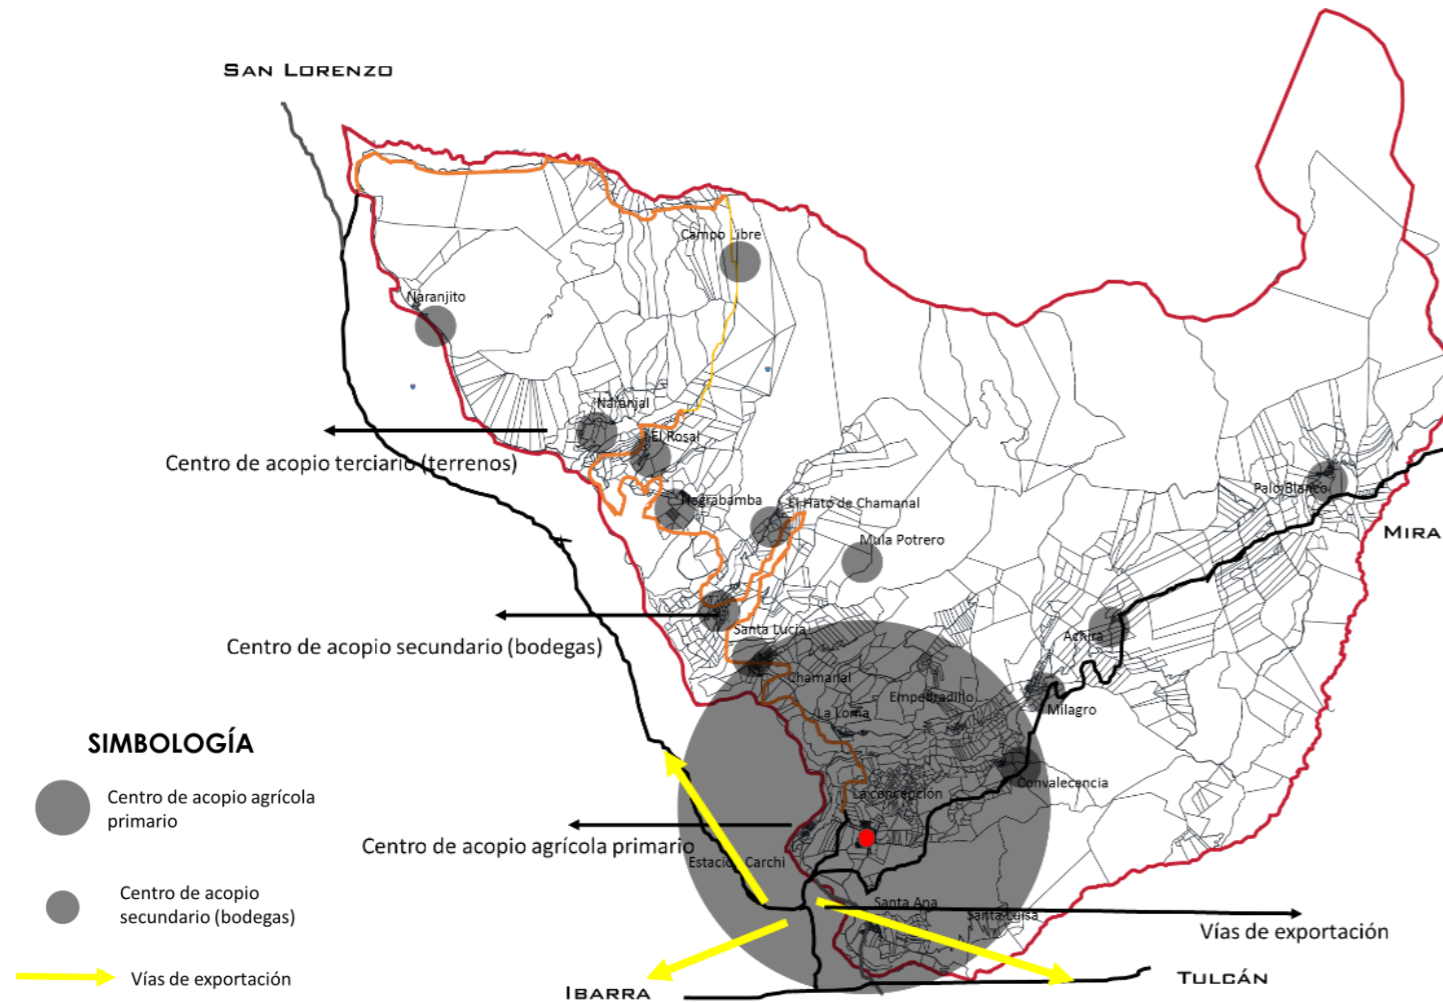 SAN LORENZO
Campo Libre
Naranjito
Naranjal
El Rosal
Centro de acopio terciario (terrenos)
Palo Blanco
Hagrabamba
El Hato de Chamanal
MIRA
Mula Potrero
Santa Lucía
Achira
Centro de acopio secundario (bodegas)
Chamanal
Empedradillo
Milagro
La Loma
SIMBOLOGÍA
Centro de acopio agrícola
primario
Convalecencia
La concepción
Centro de acopio agrícola primario
Estación Carchi
Centro de acopio
secundario (bodegas)
Santa Ana
Santa Luisa
Vías de exportación
Vías de exportación
IBARRA
TULCÁN